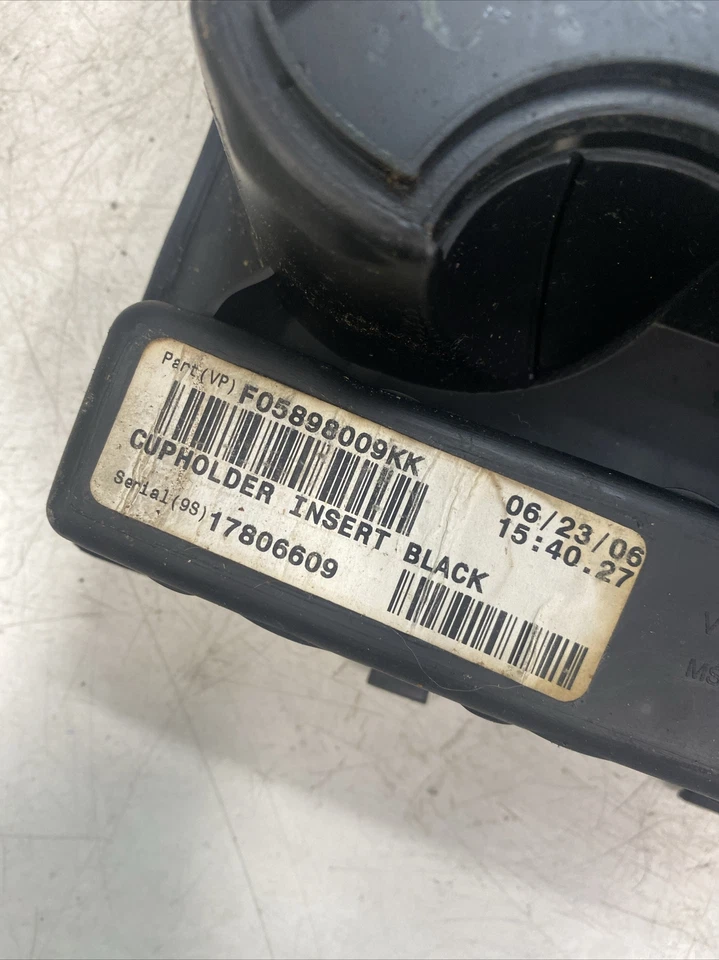 Part(VP) F05898009KK
CUPHOLDER INSERT BLACK
Serial(9S) 17806609
06/23/06
15:40.27